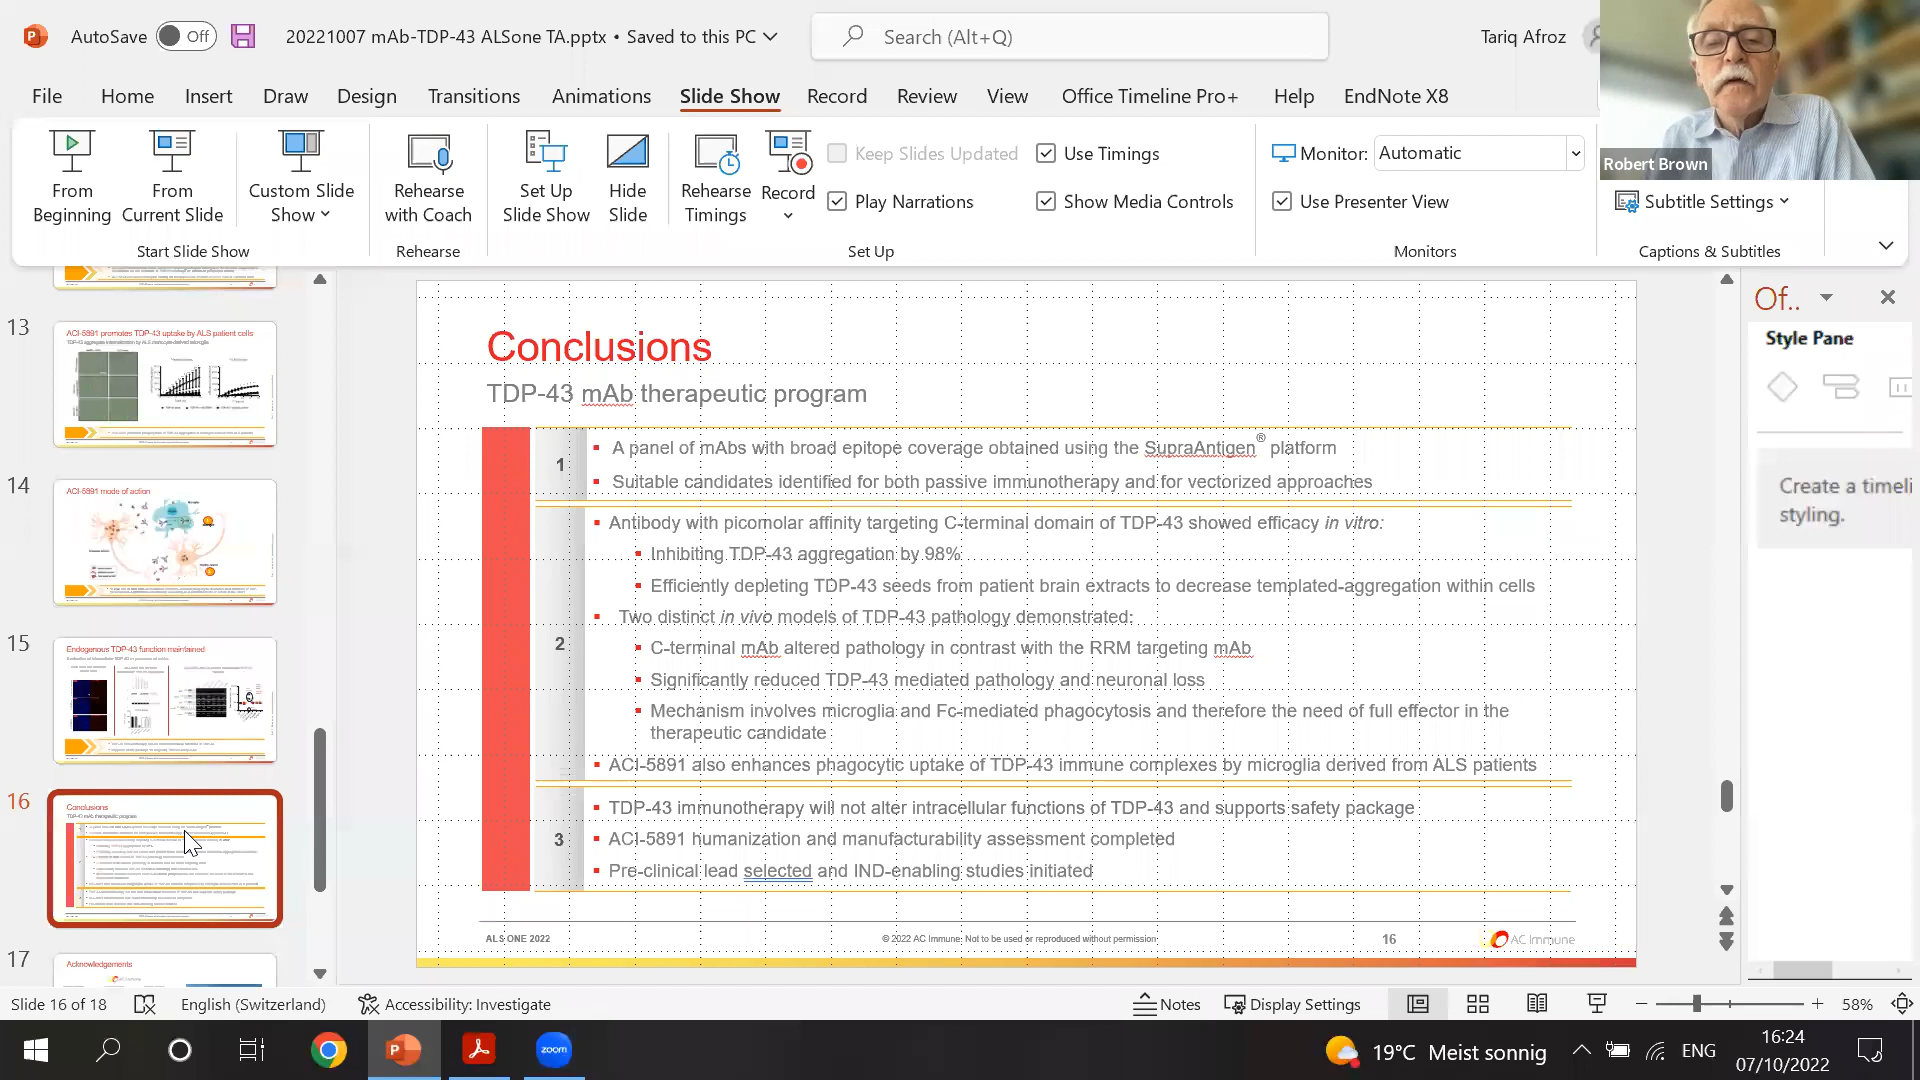 AutoSave Off 20221007 mAb-TDP-43 ALSone TA.pptx • Saved to this PC Search (Alt+Q) Tariq Afroz
File Home Insert Draw Design Transitions Animations Slide Show Record Review View Office Timeline Pro+ Help EndNote X8
Robert Brown
From Beginning
From Current Slide
Custom Slide Show
Start Slide Show
Rehearse with Coach
Rehearse
Set Up Slide Show
Hide Slide
Rehearse Timings
Record
Keep Slides Updated
Play Narrations
Use Timings
Show Media Controls
Set Up
Monitor: Automatic
Use Presenter View
Monitors
Subtitle Settings
Captions & Subtitles
13
ACI-5891 promotes TDP-43 uptake by ALS patient cells
14
ACI-5891 mode of action
15
Endogenous TDP-43 function maintained
16
Conclusions
TDP-43 mAb therapeutic program
17
Acknowledgements
Conclusions
TDP-43 mAb therapeutic program
1
A panel of mAbs with broad epitope coverage obtained using the SupraAntigen® platform
Suitable candidates identified for both passive immunotherapy and for vectorized approaches
2
Antibody with picomolar affinity targeting C-terminal domain of TDP-43 showed efficacy in vitro:
Inhibiting TDP-43 aggregation by 98%
Efficiently depleting TDP-43 seeds from patient brain extracts to decrease templated-aggregation within cells
Two distinct in vivo models of TDP-43 pathology demonstrated:
C-terminal mAb altered pathology in contrast with the RRM targeting mAb
Significantly reduced TDP-43 mediated pathology and neuronal loss
Mechanism involves microglia and Fc-mediated phagocytosis and therefore the need of full effector in the
therapeutic candidate
ACI-5891 also enhances phagocytic uptake of TDP-43 immune complexes by microglia derived from ALS patients
3
TDP-43 immunotherapy will not alter intracellular functions of TDP-43 and supports safety package
ACI-5891 humanization and manufacturability assessment completed
Pre-clinical lead selected and IND-enabling studies initiated
ALS ONE 2022 © 2022 AC Immune. Not to be used or reproduced without permission 16 AC Immune
Of..
Style Pane
Create a timeli
styling.
Slide 16 of 18 English (Switzerland) Accessibility: Investigate Notes Display Settings 58%
zoom
19°C Meist sonnig ENG
16:24
07/10/2022